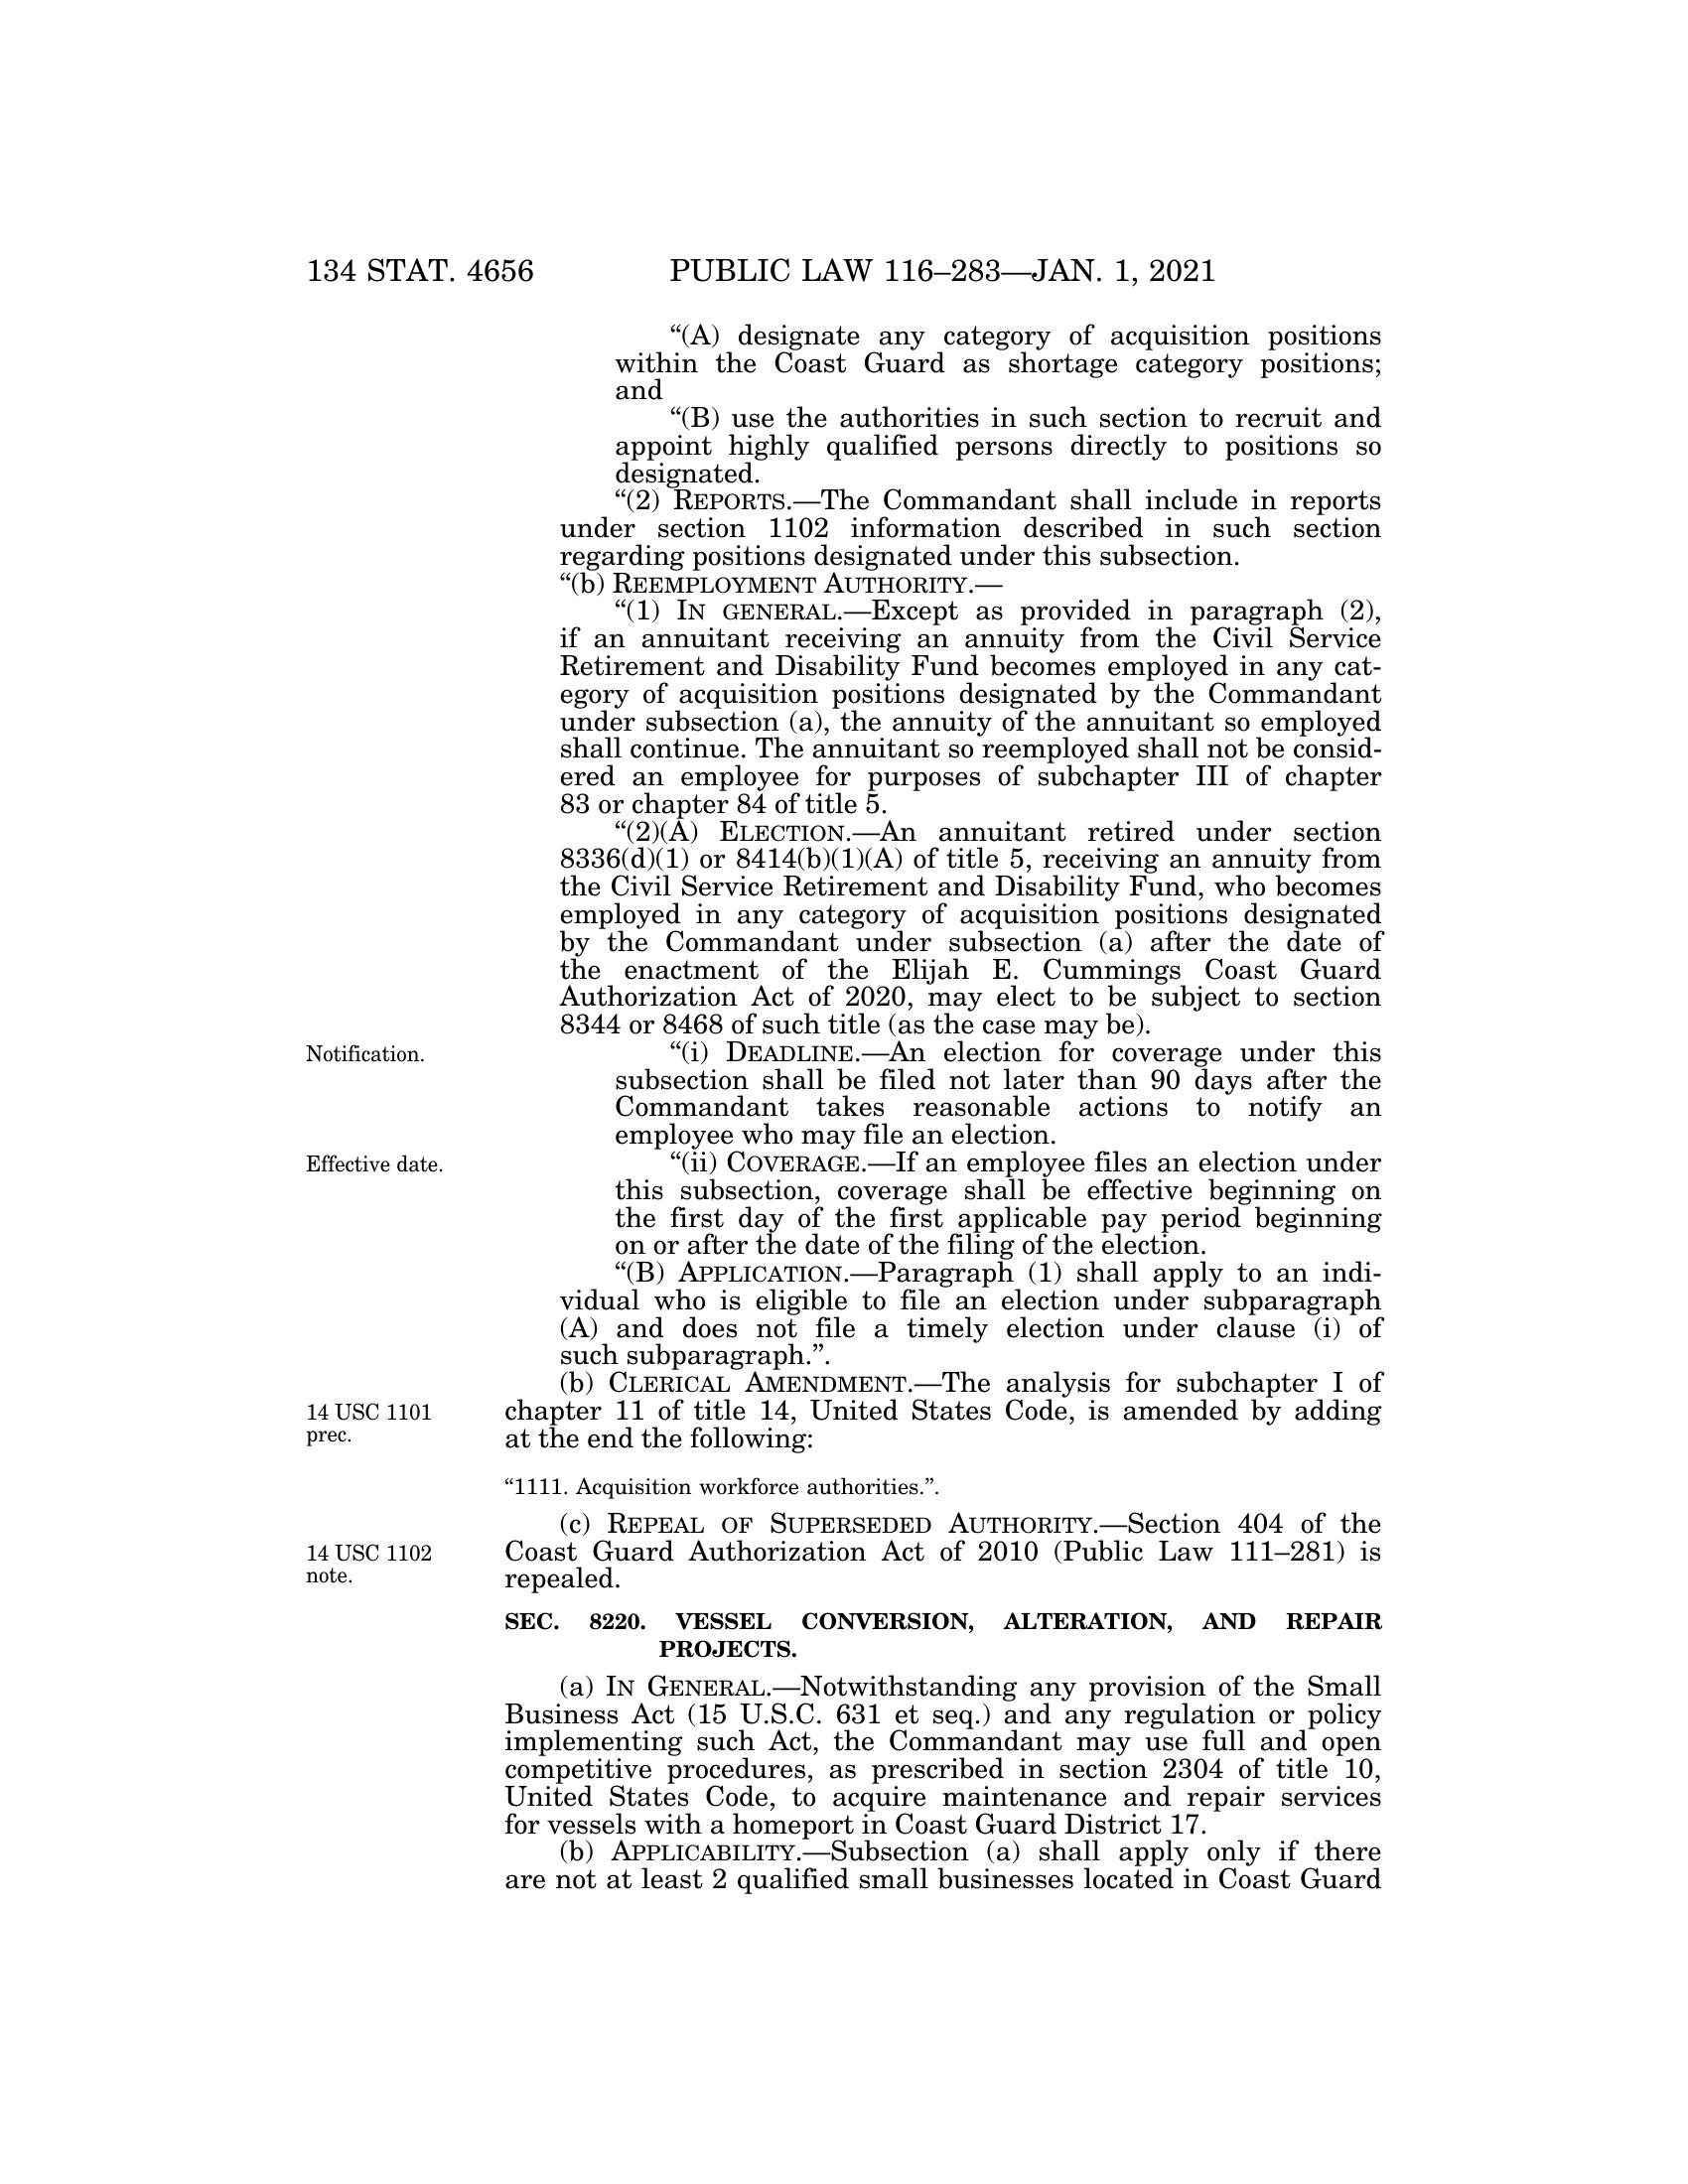 134 STAT. 4656 PUBLIC LAW 116–283—JAN. 1, 2021
“(A) designate any category of acquisition positions
within the Coast Guard as shortage category positions;
and
“(B) use the authorities in such section to recruit and
appoint highly qualified persons directly to positions so
designated.
“(2) REPORTS.—The Commandant shall include in reports
under section 1102 information described in such section
regarding positions designated under this subsection.
“(b) REEMPLOYMENT AUTHORITY.—
“(1) IN GENERAL.—Except as provided in paragraph (2),
if an annuitant receiving an annuity from the Civil Service
Retirement and Disability Fund becomes employed in any cat-
egory of acquisition positions designated by the Commandant
under subsection (a), the annuity of the annuitant so employed
shall continue. The annuitant so reemployed shall not be consid-
ered an employee for purposes of subchapter III of chapter
83 or chapter 84 of title 5.
“(2)(A) ELECTION.—An annuitant retired under section
8336(d)(1) or 8414(b)(1)(A) of title 5, receiving an annuity from
the Civil Service Retirement and Disability Fund, who becomes
employed in any category of acquisition positions designated
by the Commandant under subsection (a) after the date of
the enactment of the Elijah E. Cummings Coast Guard
Authorization Act of 2020, may elect to be subject to section
8344 or 8468 of such title (as the case may be).
Notification.
“(i) DEADLINE.—An election for coverage under this
subsection shall be filed not later than 90 days after the
Commandant takes reasonable actions to notify an
employee who may file an election.
Effective date.
“(ii) COVERAGE.—If an employee files an election under
this subsection, coverage shall be effective beginning on
the first day of the first applicable pay period beginning
on or after the date of the filing of the election.
“(B) APPLICATION.—Paragraph (1) shall apply to an indi-
vidual who is eligible to file an election under subparagraph
(A) and does not file a timely election under clause (i) of
such subparagraph.”.
(b) CLERICAL AMENDMENT.—The analysis for subchapter I of
14 USC 1101
prec.
chapter 11 of title 14, United States Code, is amended by adding
at the end the following:
“1111. Acquisition workforce authorities.”.
(c) REPEAL OF SUPERSEDED AUTHORITY.—Section 404 of the
14 USC 1102
note.
Coast Guard Authorization Act of 2010 (Public Law 111–281) is
repealed.
SEC. 8220. VESSEL CONVERSION, ALTERATION, AND REPAIR
PROJECTS.
(a) IN GENERAL.—Notwithstanding any provision of the Small
Business Act (15 U.S.C. 631 et seq.) and any regulation or policy
implementing such Act, the Commandant may use full and open
competitive procedures, as prescribed in section 2304 of title 10,
United States Code, to acquire maintenance and repair services
for vessels with a homeport in Coast Guard District 17.
(b) APPLICABILITY.—Subsection (a) shall apply only if there
are not at least 2 qualified small businesses located in Coast Guard